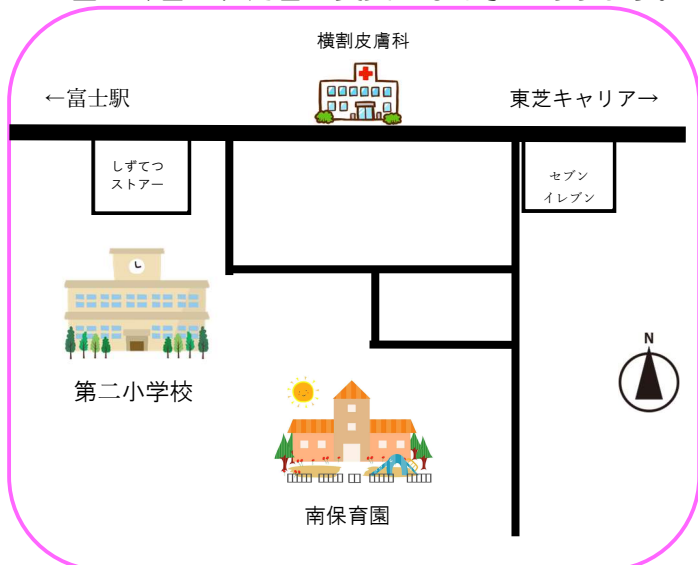 横割皮膚科
←富士駅
東芝キャリア→
しずてつ
ストアー
セブン
イレブン
N
第二小学校
南保育園